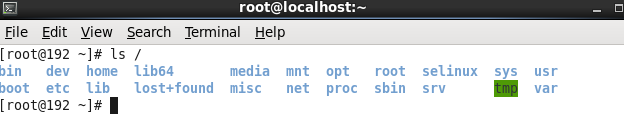 root@localhost:~
File Edit View Search Terminal Help
[root@192 ~]# ls /
bin dev home lib64 media mnt opt root selinux sys usr
boot etc lib lost+found misc net proc sbin srv tmp var
[root@192 ~]#